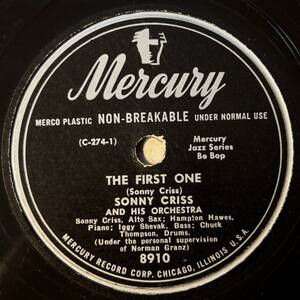 Mercury
MERCO PLASTIC NON-BREAKABLE UNDER NORMAL USE
(C-274-1)
Mercury
Jazz Series
Be Bop
THE FIRST ONE
(Sonny Criss)
SONNY CRISS
AND HIS ORCHESTRA
Sonny Criss, Alto Sax; Hampton Hawes,
Piano; Iggy Shevak, Bass; Chuck
Thompson, Drums.
(Under the personal supervision
of Norman Granz)
8910
MERCURY RECORD CORP. CHICAGO, ILLINOIS U.S.A.